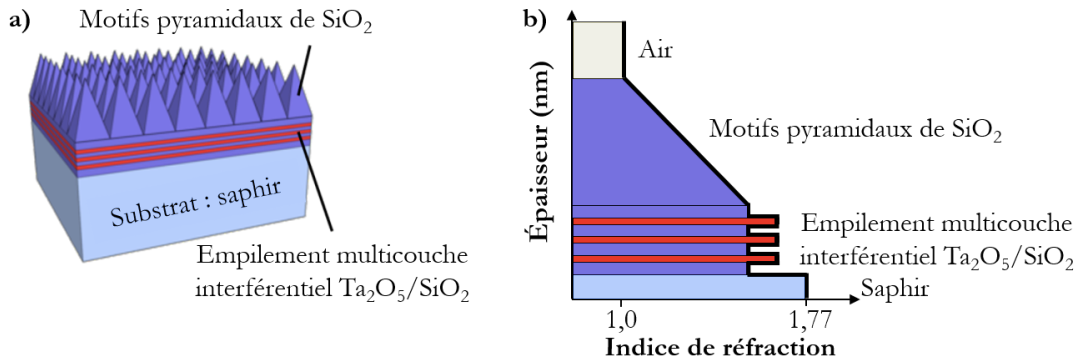 a)
Motifs pyramidaux de SiO₂
Substrat : saphir
Empilement multicouche
interférentiel Ta₂O₅/SiO₂
b)
Épaisseur (nm)
Air
Motifs pyramidaux de SiO₂
Empilement multicouche
interférentiel Ta₂O₅/SiO₂
Saphir
1,0
1,77
Indice de réfraction